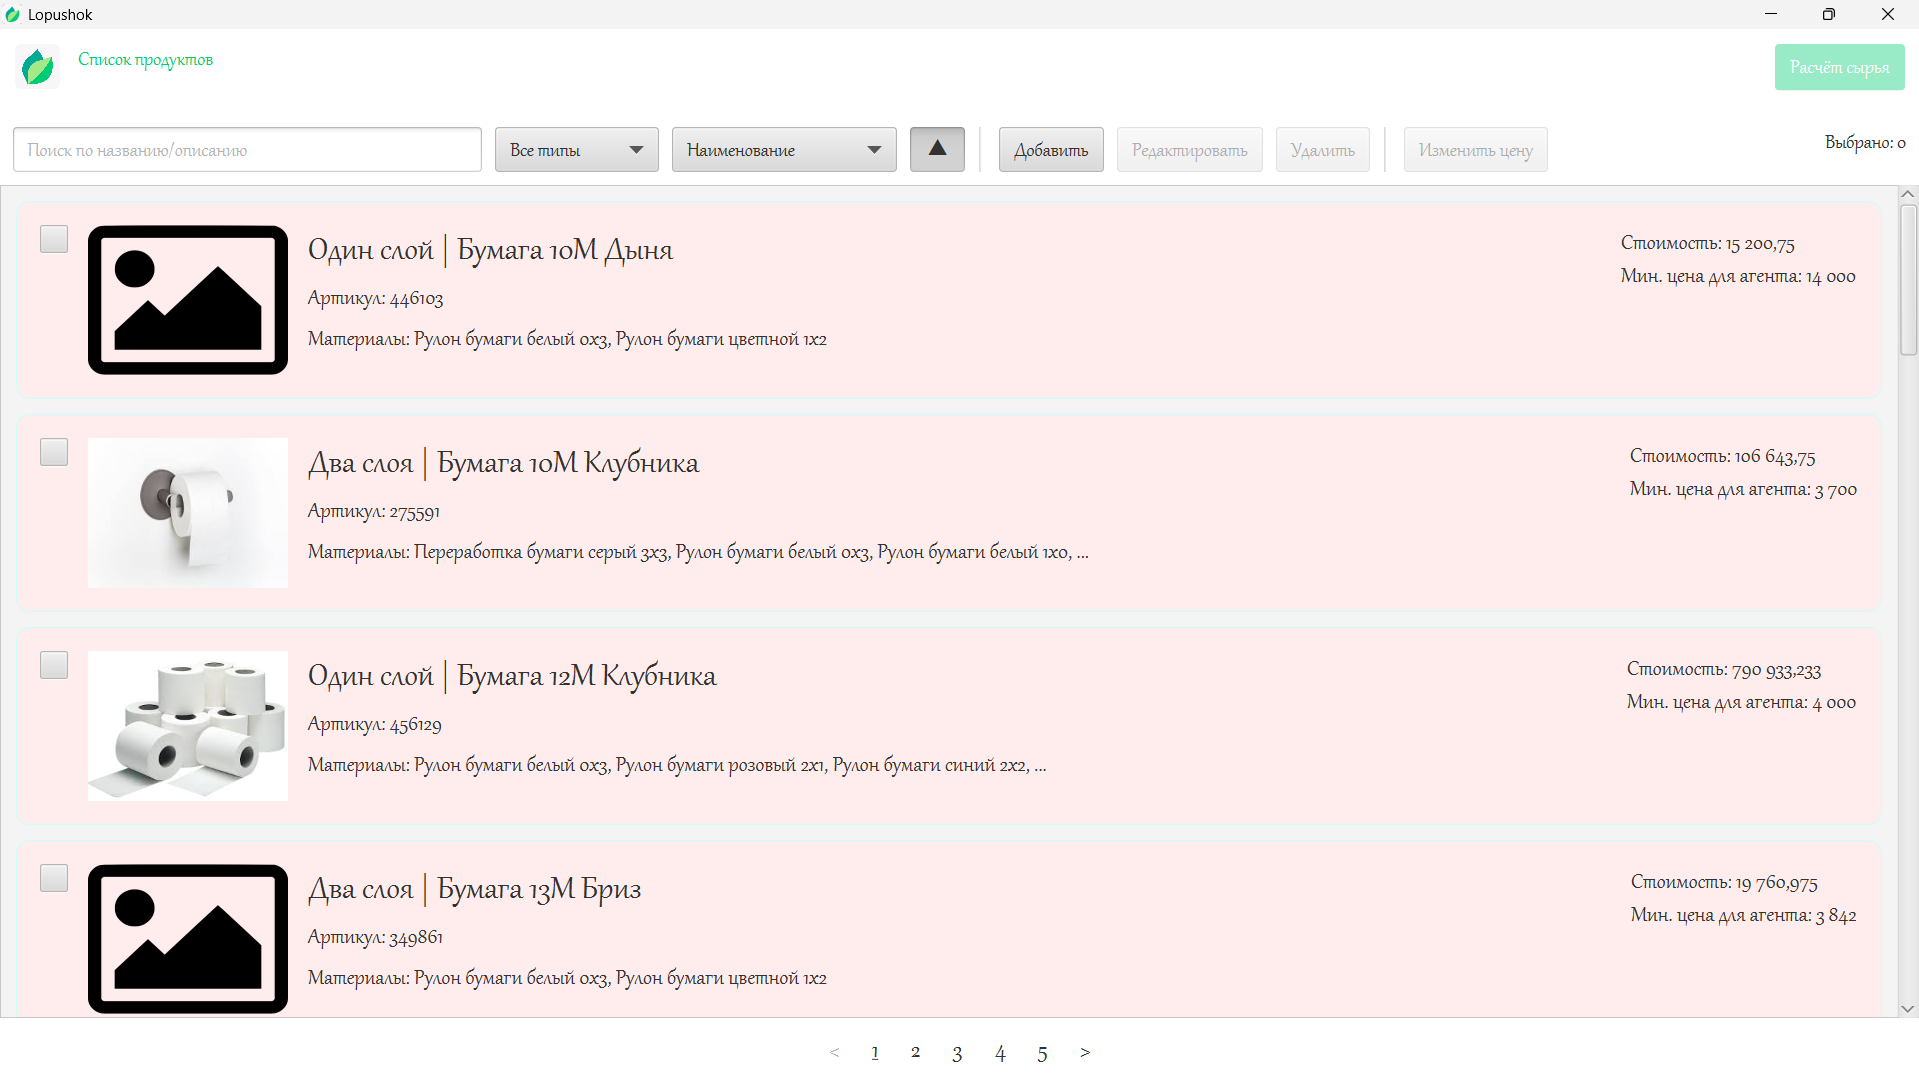 Lopushok
Список продуктов
Расчёт сырья
Поиск по названию/описанию
Все типы
Наименование
Добавить
Редактировать
Удалить
Изменить цену
Выбрано: 0
Один слой | Бумага 10М Дыня
Артикул: 446103
Материалы: Рулон бумаги белый 0x3, Рулон бумаги цветной 1x2
Стоимость: 15 200,75
Мин. цена для агента: 14 000
Два слоя | Бумага 10М Клубника
Артикул: 275591
Материалы: Переработка бумаги серый 3x3, Рулон бумаги белый 0x3, Рулон бумаги белый 1x0, ...
Стоимость: 106 643,75
Мин. цена для агента: 3 700
Один слой | Бумага 12М Клубника
Артикул: 456129
Материалы: Рулон бумаги белый 0x3, Рулон бумаги розовый 2x1, Рулон бумаги синий 2x2, ...
Стоимость: 790 933,233
Мин. цена для агента: 4 000
Два слоя | Бумага 13М Бриз
Артикул: 349861
Материалы: Рулон бумаги белый 0x3, Рулон бумаги цветной 1x2
Стоимость: 19 760,975
Мин. цена для агента: 3 842
< 1 2 3 4 5 >